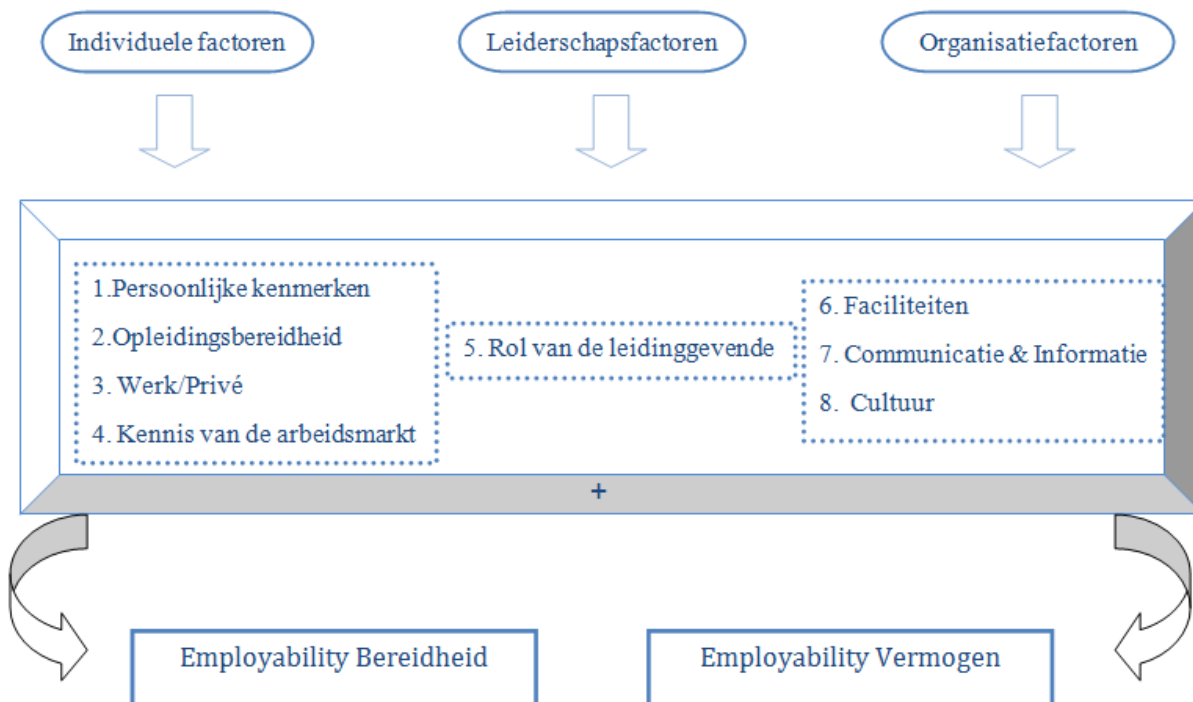 Individuele factoren
Leiderschapsfactoren
Organisatiefactoren
1.Persoonlijke kenmerken
2.Opleidingsbereidheid
3. Werk/Privé
4. Kennis van de arbeidsmarkt
5. Rol van de leidinggevende
6. Faciliteiten
7. Communicatie & Informatie
8. Cultuur
+
Employability Bereidheid
Employability Vermogen